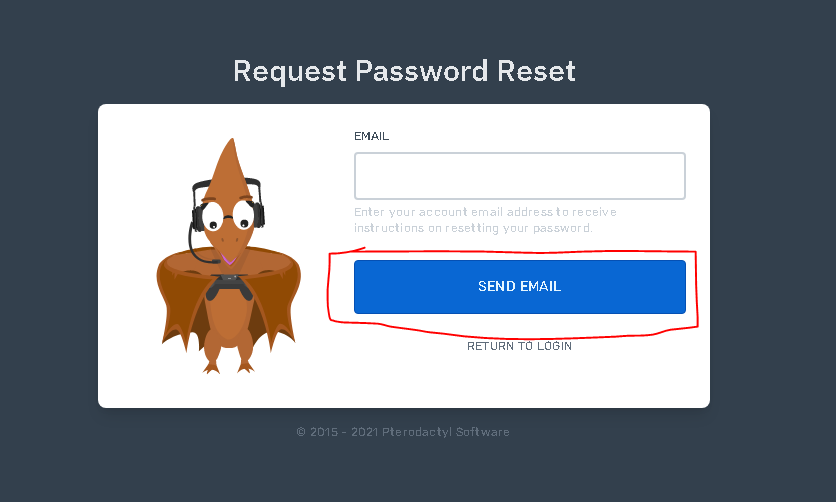 Request Password Reset
EMAIL
Enter your account email address to receive
instructions on resetting your password.
SEND EMAIL
RETURN TO LOGIN
© 2015 - 2021 Pterodactyl Software